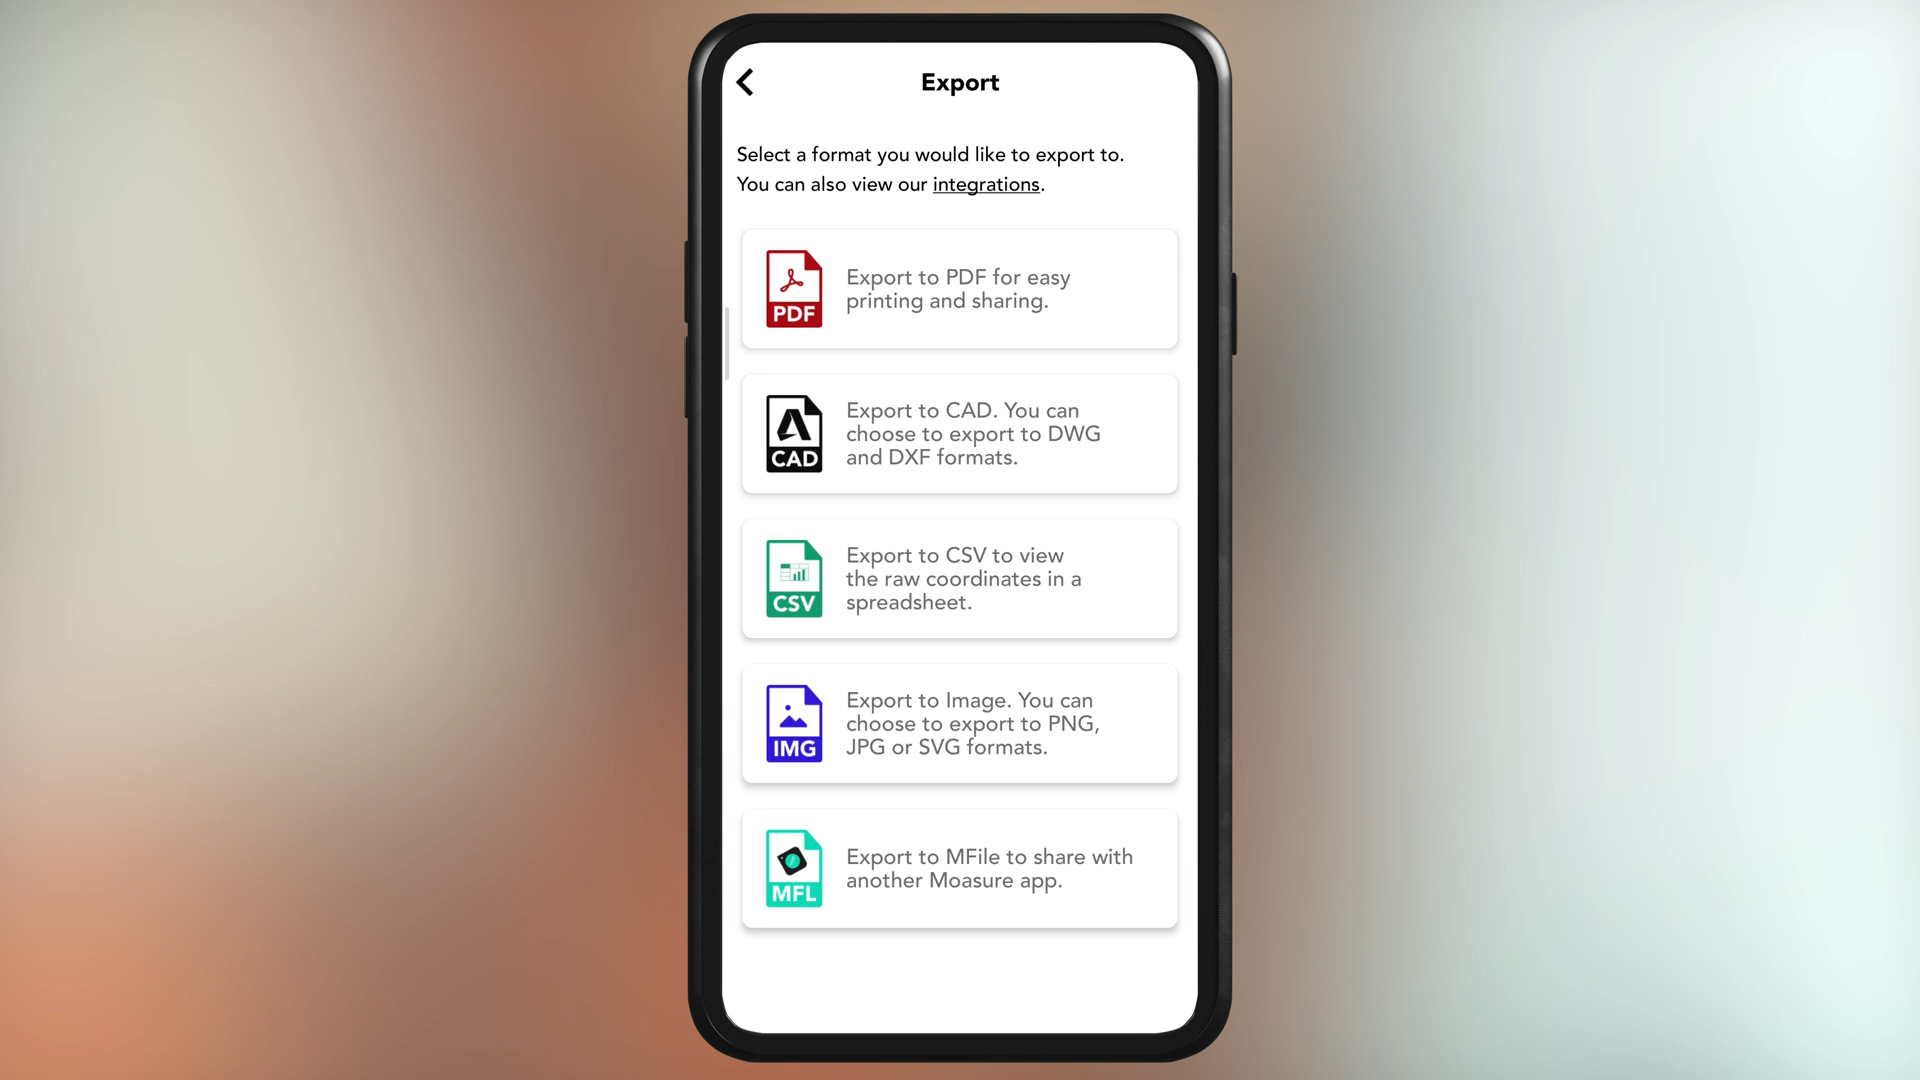 Export
Select a format you would like to export to.
You can also view our integrations.
PDF
Export to PDF for easy
printing and sharing.
CAD
Export to CAD. You can
choose to export to DWG
and DXF formats.
CSV
Export to CSV to view
the raw coordinates in a
spreadsheet.
IMG
Export to Image. You can
choose to export to PNG,
JPG or SVG formats.
MFL
Export to MFile to share with
another Moasure app.